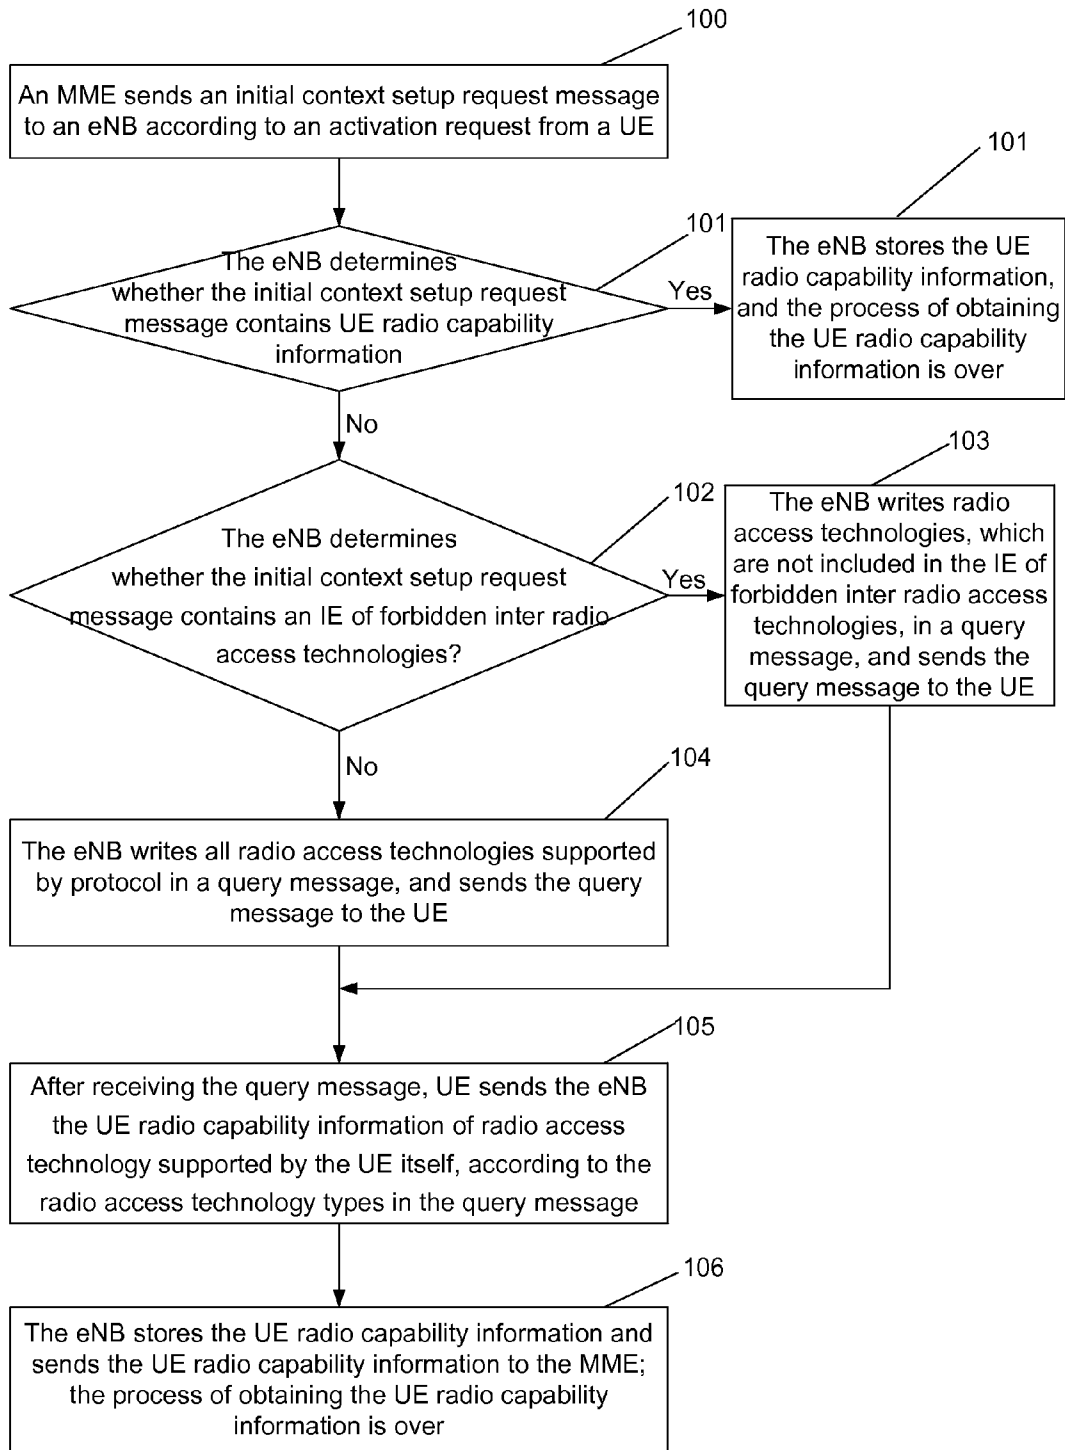 100
An MME sends an initial context setup request message
to an eNB according to an activation request from a UE
101
The eNB determines
whether the initial context setup request
message contains UE radio capability
information
Yes
101
The eNB stores the UE
radio capability information,
and the process of obtaining
the UE radio capability
information is over
No
102
The eNB determines
whether the initial context setup request
message contains an IE of forbidden inter radio
access technologies?
Yes
103
The eNB writes radio
access technologies, which
are not included in the IE of
forbidden inter radio access
technologies, in a query
message, and sends the
query message to the UE
No
104
The eNB writes all radio access technologies supported
by protocol in a query message, and sends the query
message to the UE
105
After receiving the query message, UE sends the eNB
the UE radio capability information of radio access
technology supported by the UE itself, according to the
radio access technology types in the query message
106
The eNB stores the UE radio capability information and
sends the UE radio capability information to the MME;
the process of obtaining the UE radio capability
information is over